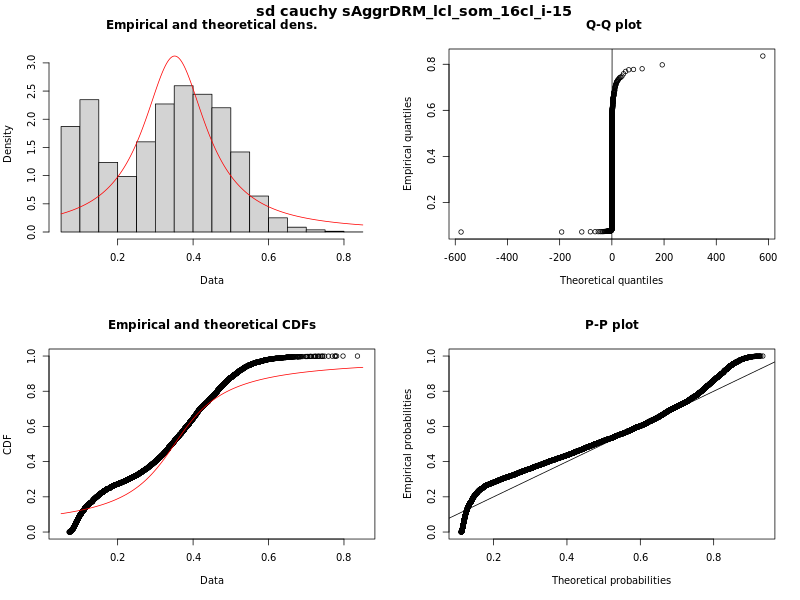 sd cauchy sAggrDRM_lcl_som_16cl_i-15
Empirical and theoretical dens.
Density
0.0 0.5 1.0 1.5 2.0 2.5 3.0
0.2 0.4 0.6 0.8
Data
Q-Q plot
Empirical quantiles
0.2 0.4 0.6 0.8
-600 -400 -200 0 200 400 600
Theoretical quantiles
Empirical and theoretical CDFs
CDF
0.0 0.2 0.4 0.6 0.8 1.0
0.2 0.4 0.6 0.8
Data
P-P plot
Empirical probabilities
0.0 0.2 0.4 0.6 0.8 1.0
0.2 0.4 0.6 0.8
Theoretical probabilities